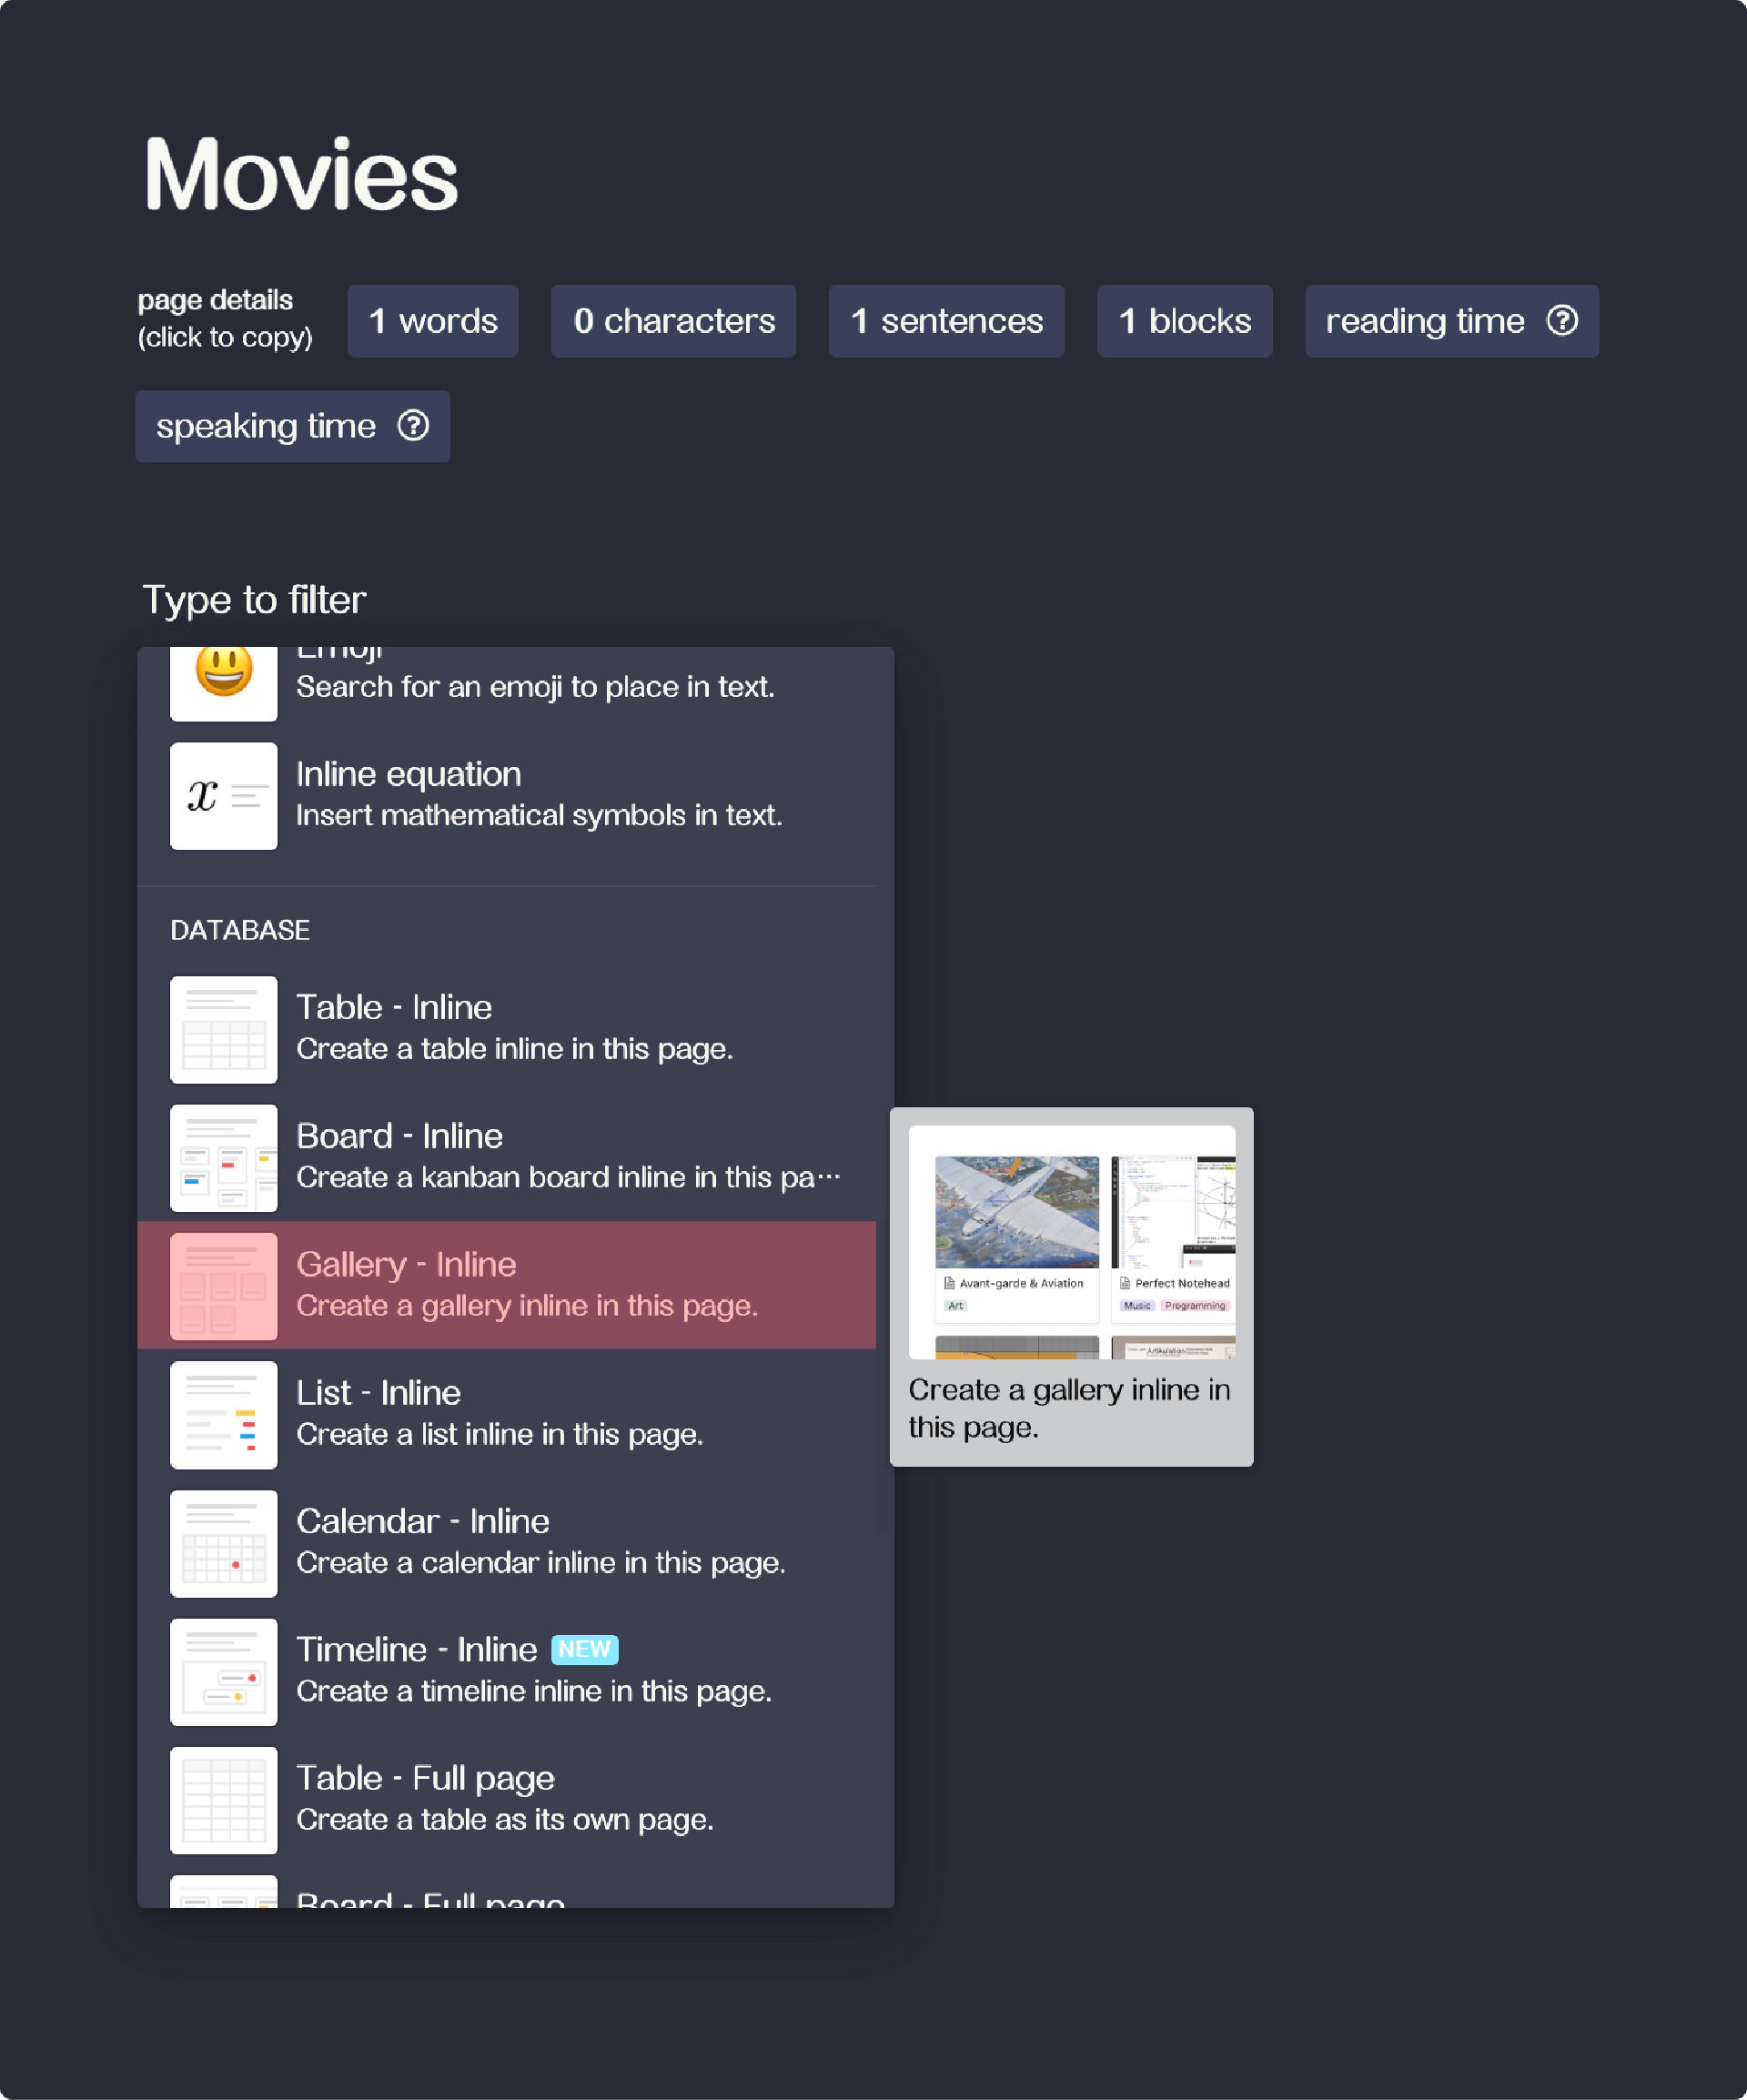 Movies
page details
(click to copy)
1 words
0 characters
1 sentences
1 blocks
reading time
speaking time
Type to filter
Emoji
Search for an emoji to place in text.
x
Inline equation
Insert mathematical symbols in text.
DATABASE
Table - Inline
Create a table inline in this page.
Board - Inline
Create a kanban board inline in this pa···
Gallery - Inline
Create a gallery inline in this page.
Avant-garde & Aviation
Art
Perfect Notehead
Music Programming
Artikulation
Create a gallery inline in
this page.
List - Inline
Create a list inline in this page.
Calendar - Inline
Create a calendar inline in this page.
Timeline - Inline NEW
Create a timeline inline in this page.
Table - Full page
Create a table as its own page.
Board - Full page